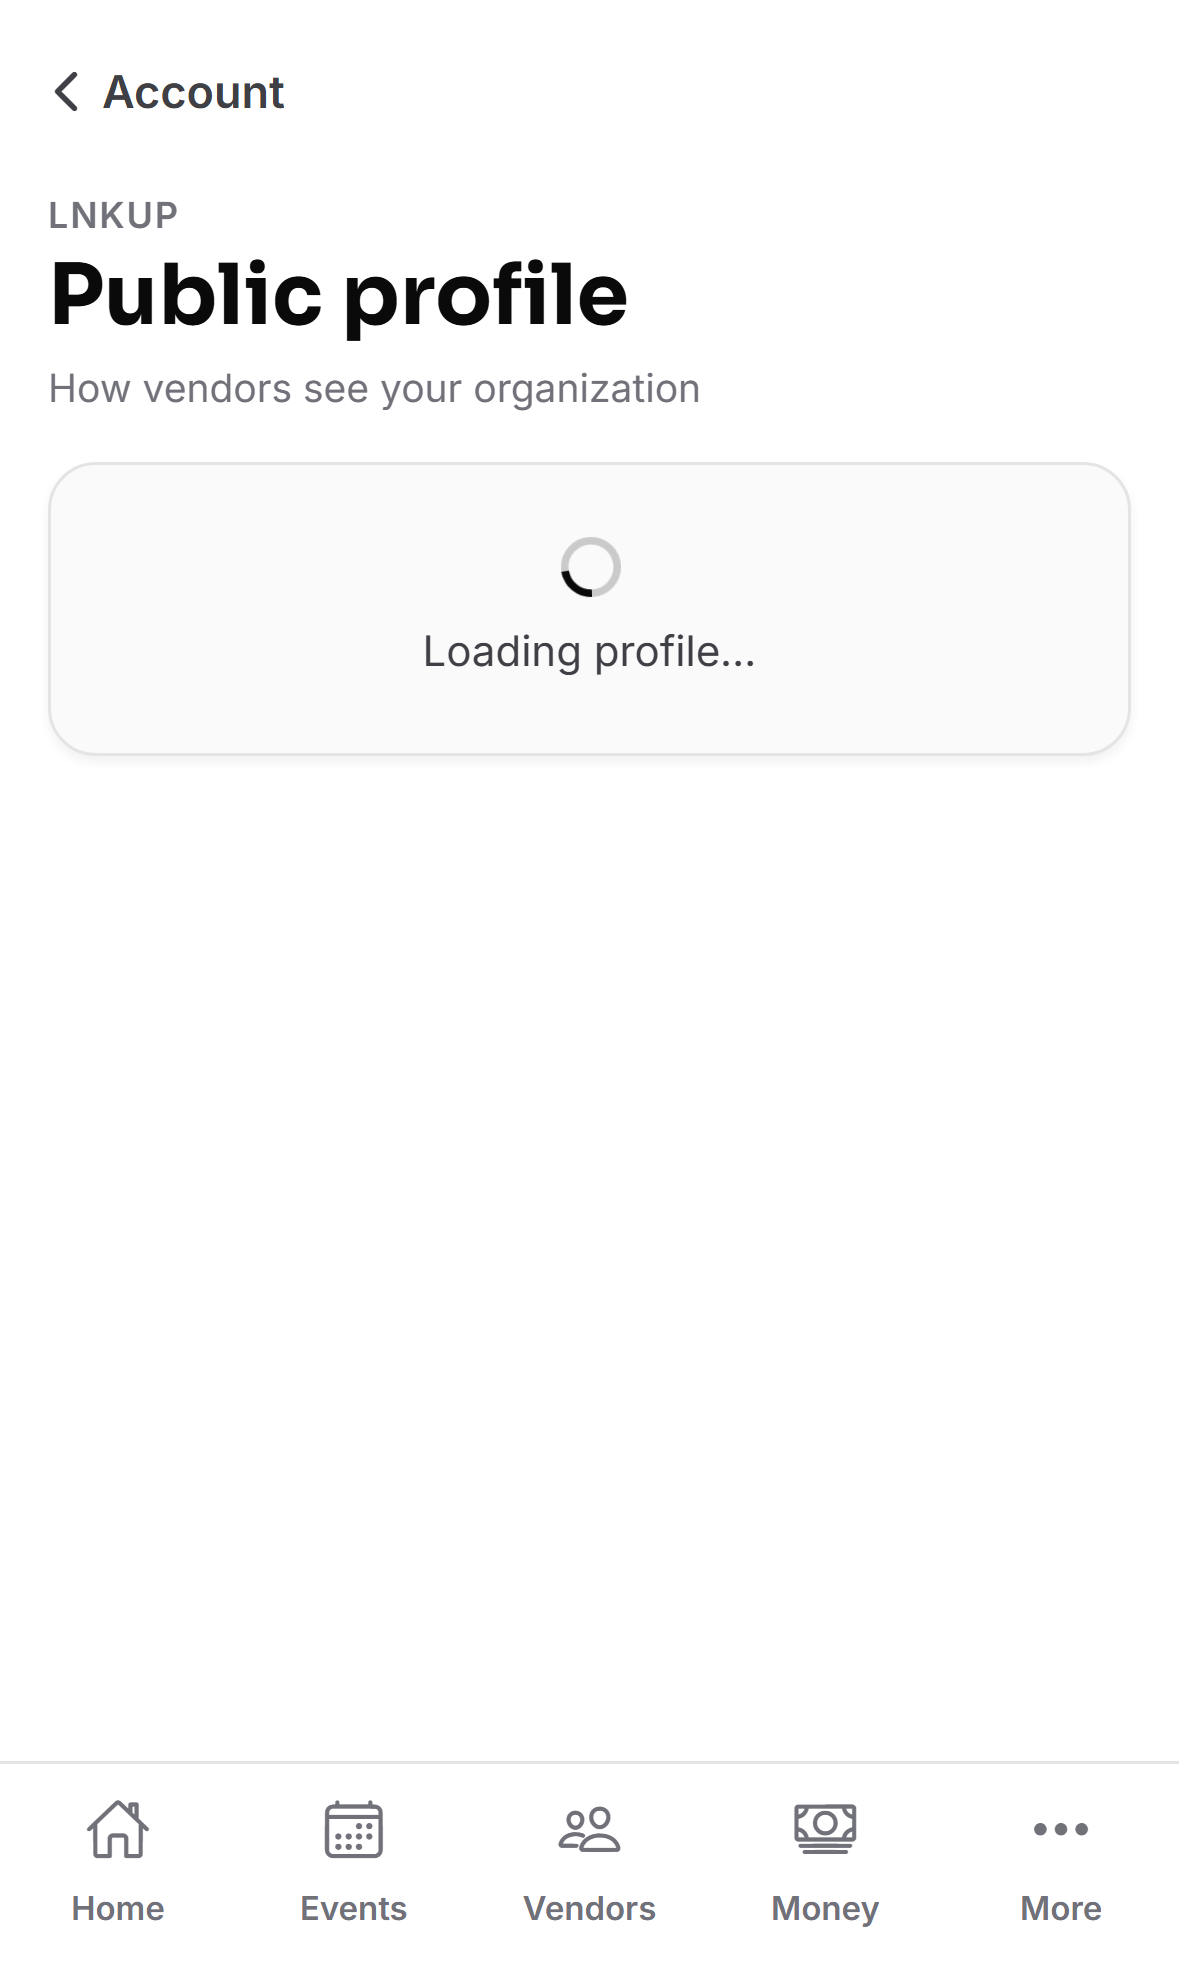 Account
LNKUP
Public profile
How vendors see your organization
Loading profile...
Home
Events
Vendors
Money
More